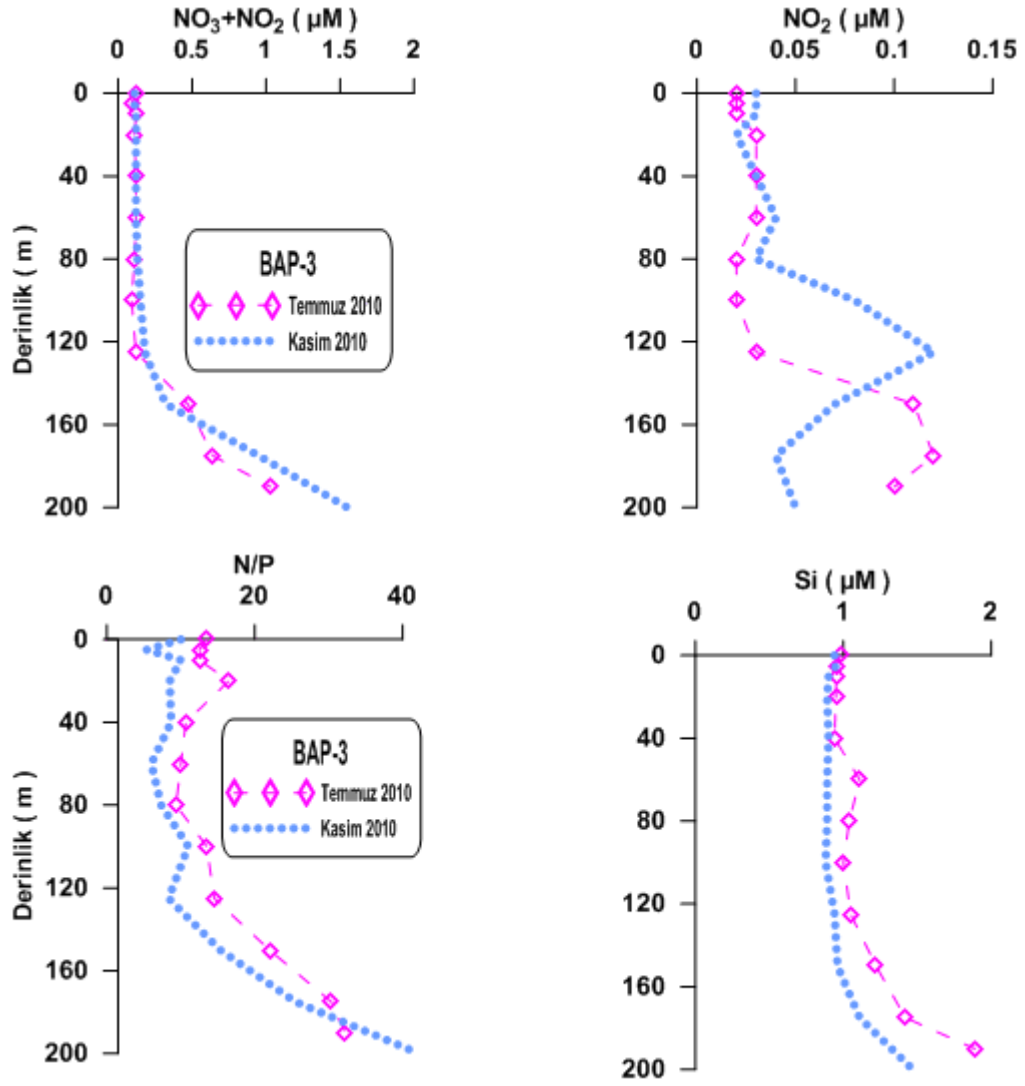 NO₃+NO₂ ( µM )
0 0.5 1 1.5 2
0
40
80
120
160
200
Derinlik ( m )
BAP-3
Temmuz 2010
Kasim 2010
NO₂ ( µM )
0 0.05 0.1 0.15
0
40
80
120
160
200
N/P
0 20 40
0
40
80
120
160
200
Derinlik ( m )
BAP-3
Temmuz 2010
Kasim 2010
Si ( µM )
0 1 2
0
40
80
120
160
200